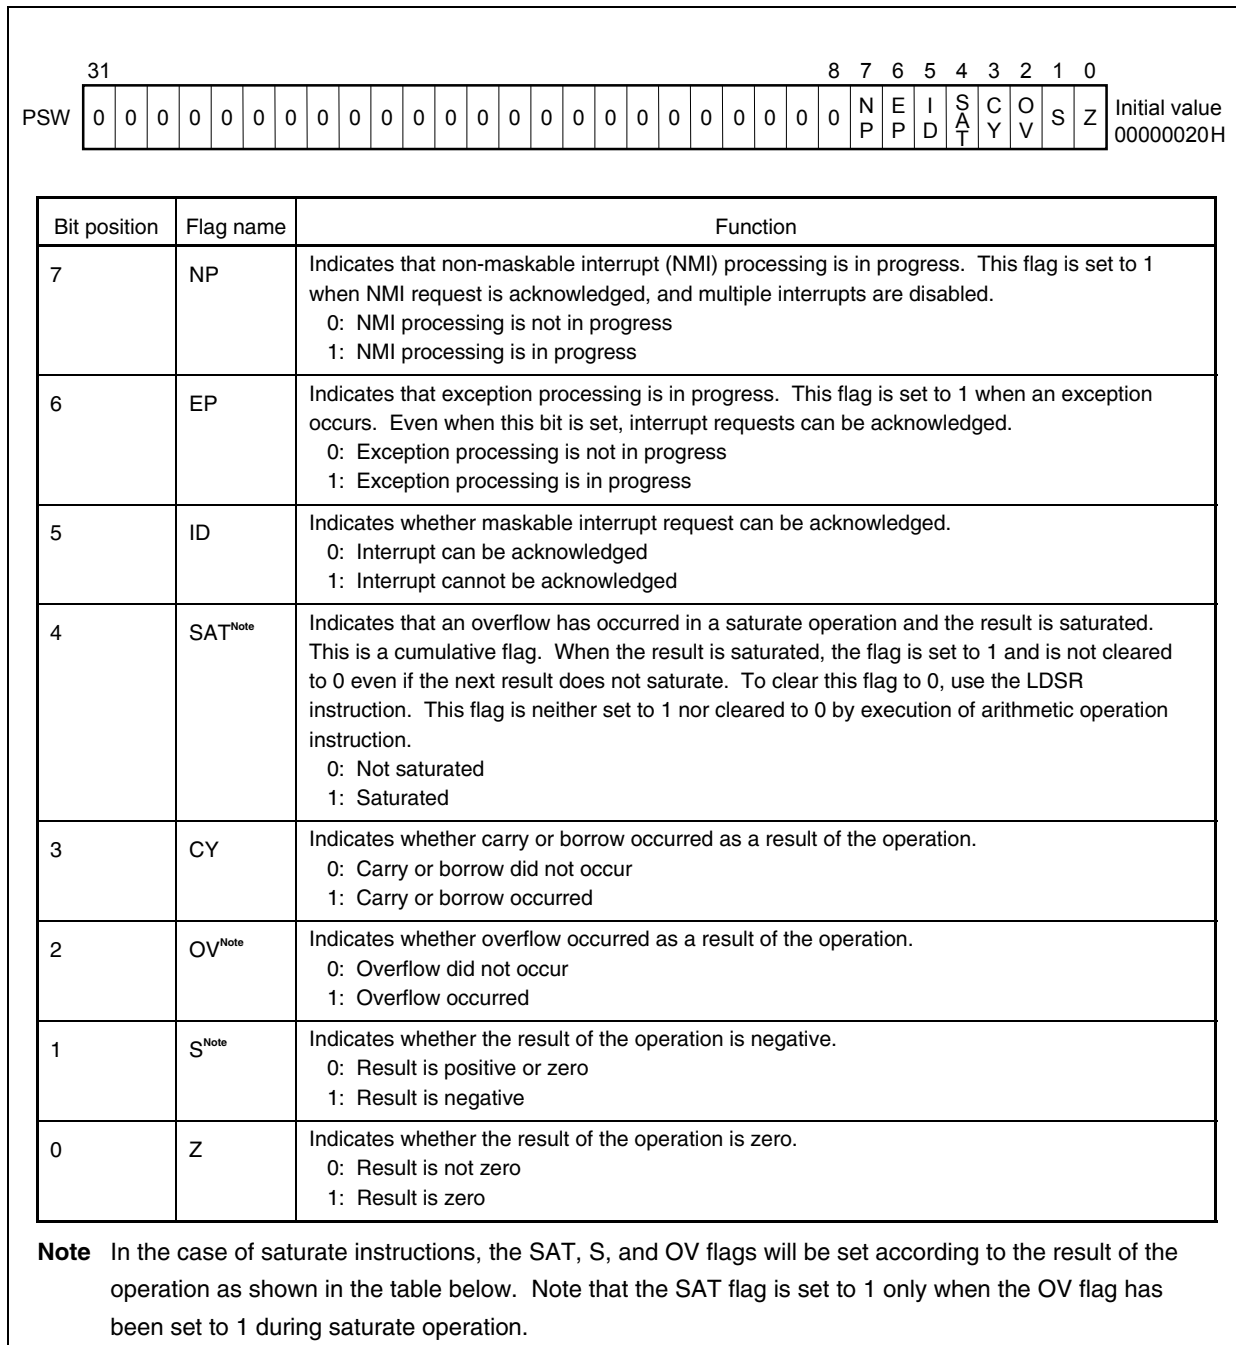 31 8 7 6 5 4 3 2 1 0
PSW 0 0 0 0 0 0 0 0 0 0 0 0 0 0 0 0 0 0 0 0 0 0 0 0 NP EP ID SAT CY OV S Z Initial value
00000020H
Bit position Flag name Function
7 NP Indicates that non-maskable interrupt (NMI) processing is in progress. This flag is set to 1
when NMI request is acknowledged, and multiple interrupts are disabled.
0: NMI processing is not in progress
1: NMI processing is in progress
6 EP Indicates that exception processing is in progress. This flag is set to 1 when an exception
occurs. Even when this bit is set, interrupt requests can be acknowledged.
0: Exception processing is not in progress
1: Exception processing is in progress
5 ID Indicates whether maskable interrupt request can be acknowledged.
0: Interrupt can be acknowledged
1: Interrupt cannot be acknowledged
4 SATNote Indicates that an overflow has occurred in a saturate operation and the result is saturated.
This is a cumulative flag. When the result is saturated, the flag is set to 1 and is not cleared
to 0 even if the next result does not saturate. To clear this flag to 0, use the LDSR
instruction. This flag is neither set to 1 nor cleared to 0 by execution of arithmetic operation
instruction.
0: Not saturated
1: Saturated
3 CY Indicates whether carry or borrow occurred as a result of the operation.
0: Carry or borrow did not occur
1: Carry or borrow occurred
2 OVNote Indicates whether overflow occurred as a result of the operation.
0: Overflow did not occur
1: Overflow occurred
1 SNote Indicates whether the result of the operation is negative.
0: Result is positive or zero
1: Result is negative
0 Z Indicates whether the result of the operation is zero.
0: Result is not zero
1: Result is zero
Note In the case of saturate instructions, the SAT, S, and OV flags will be set according to the result of the
operation as shown in the table below. Note that the SAT flag is set to 1 only when the OV flag has
been set to 1 during saturate operation.